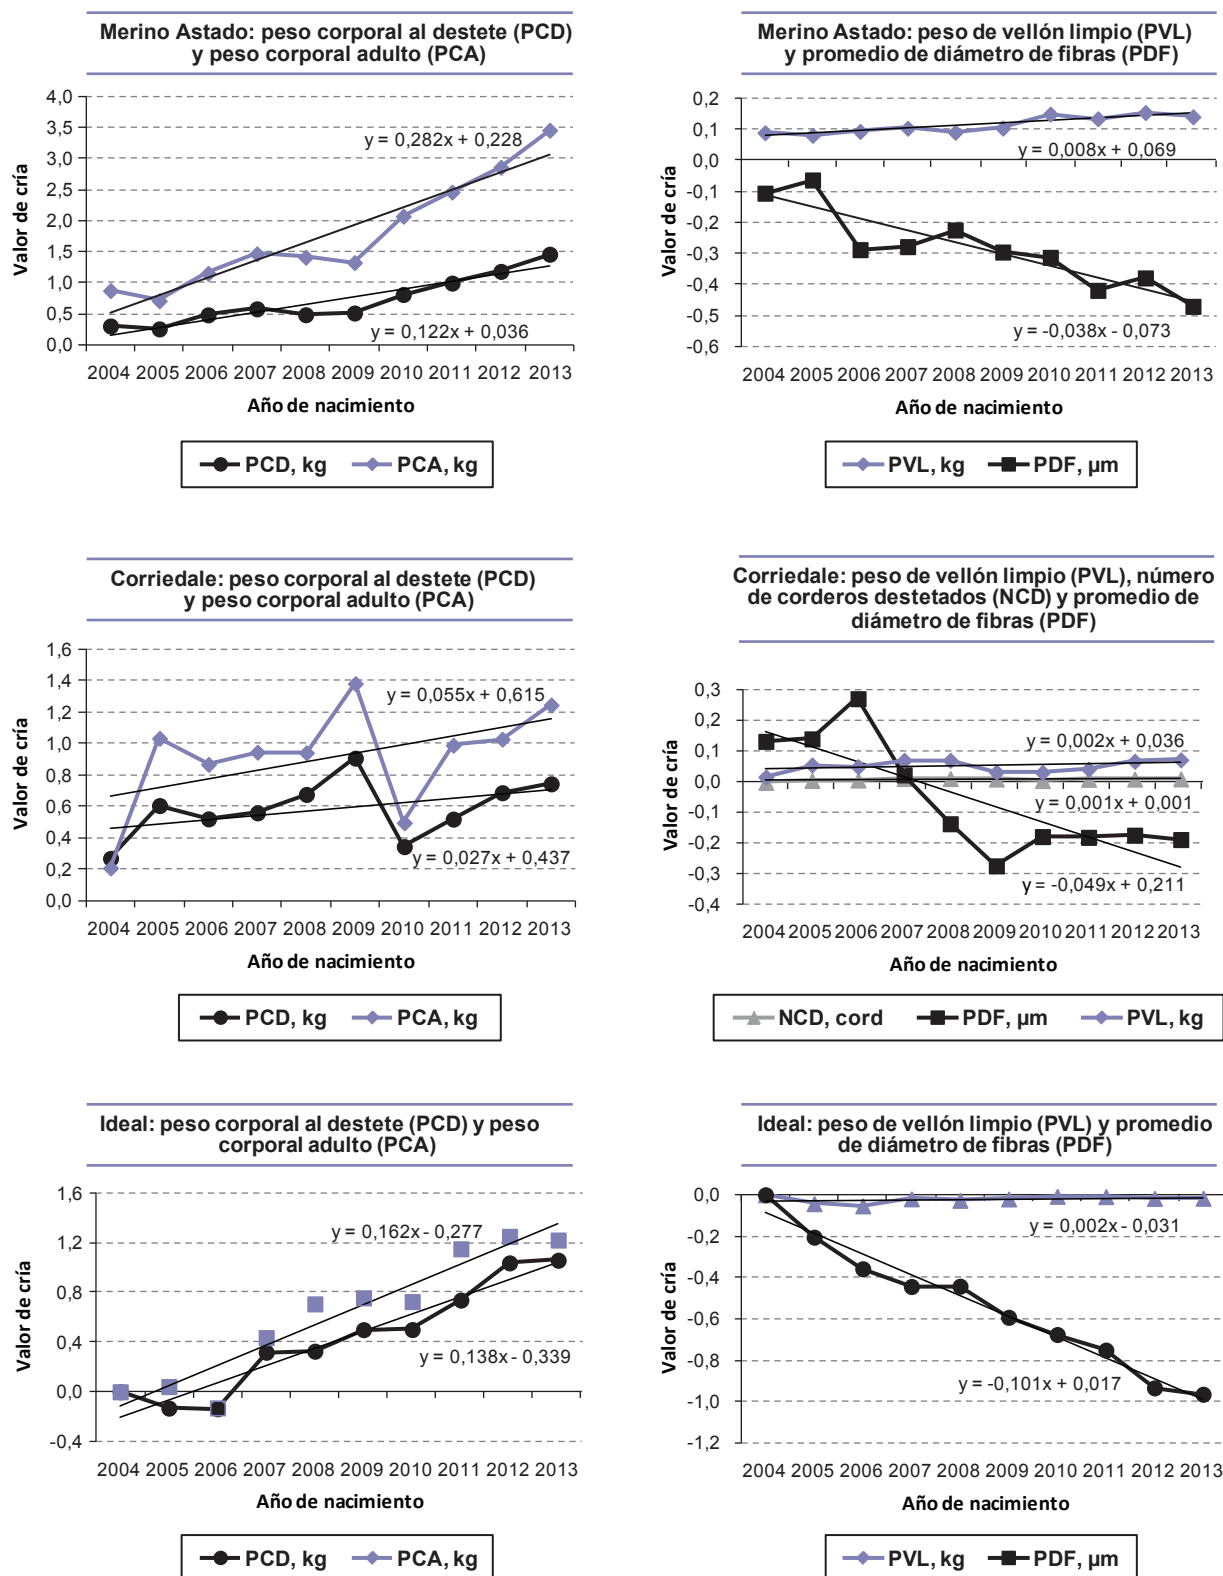 Merino Astado: peso corporal al destete (PCD)
y peso corporal adulto (PCA)
4,0
3,5
3,0
2,5
2,0
1,5
1,0
0,5
0,0
Valor de cría
y = 0,282x + 0,228
y = 0,122x + 0,036
2004 2005 2006 2007 2008 2009 2010 2011 2012 2013
Año de nacimiento
PCD, kg PCA, kg
Merino Astado: peso de vellón limpio (PVL)
y promedio de diámetro de fibras (PDF)
0,2
0,1
0,0
-0,1
-0,2
-0,3
-0,4
-0,5
-0,6
Valor de cría
y = 0,008x + 0,069
y = -0,038x - 0,073
2004 2005 2006 2007 2008 2009 2010 2011 2012 2013
Año de nacimiento
PVL, kg PDF, µm
Corriedale: peso corporal al destete (PCD)
y peso corporal adulto (PCA)
1,6
1,4
1,2
1,0
0,8
0,6
0,4
0,2
0,0
Valor de cría
y = 0,055x + 0,615
y = 0,027x + 0,437
2004 2005 2006 2007 2008 2009 2010 2011 2012 2013
Año de nacimiento
PCD, kg PCA, kg
Corriedale: peso de vellón limpio (PVL), número
de corderos destetados (NCD) y promedio de
diámetro de fibras (PDF)
0,3
0,2
0,1
0,0
-0,1
-0,2
-0,3
-0,4
Valor de cría
y = 0,002x + 0,036
y = 0,001x + 0,001
y = -0,049x + 0,211
2004 2005 2006 2007 2008 2009 2010 2011 2012 2013
Año de nacimiento
NCD, cord PDF, µm PVL, kg
Ideal: peso corporal al destete (PCD) y peso
corporal adulto (PCA)
1,6
1,2
0,8
0,4
0,0
-0,4
Valor de cría
y = 0,162x - 0,277
y = 0,138x - 0,339
2004 2005 2006 2007 2008 2009 2010 2011 2012 2013
Año de nacimiento
PCD, kg PCA, kg
Ideal: peso de vellón limpio (PVL) y promedio
de diámetro de fibras (PDF)
0,0
-0,2
-0,4
-0,6
-0,8
-1,0
-1,2
Valor de cría
y = 0,002x - 0,031
y = -0,101x + 0,017
2004 2005 2006 2007 2008 2009 2010 2011 2012 2013
Año de nacimiento
PVL, kg PDF, µm